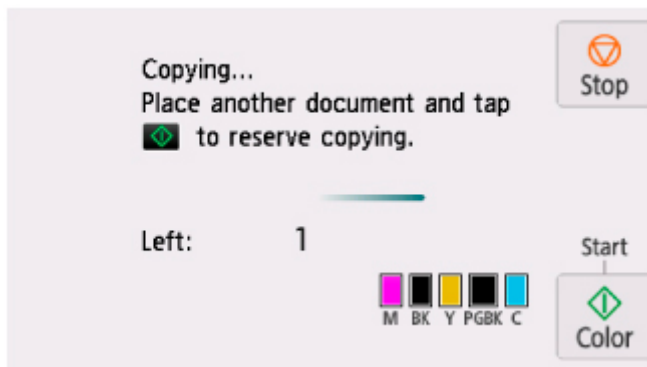 Copying...
Place another document and tap
to reserve copying.
Stop
Left: 1
Start
Color
M BK Y PGBK C